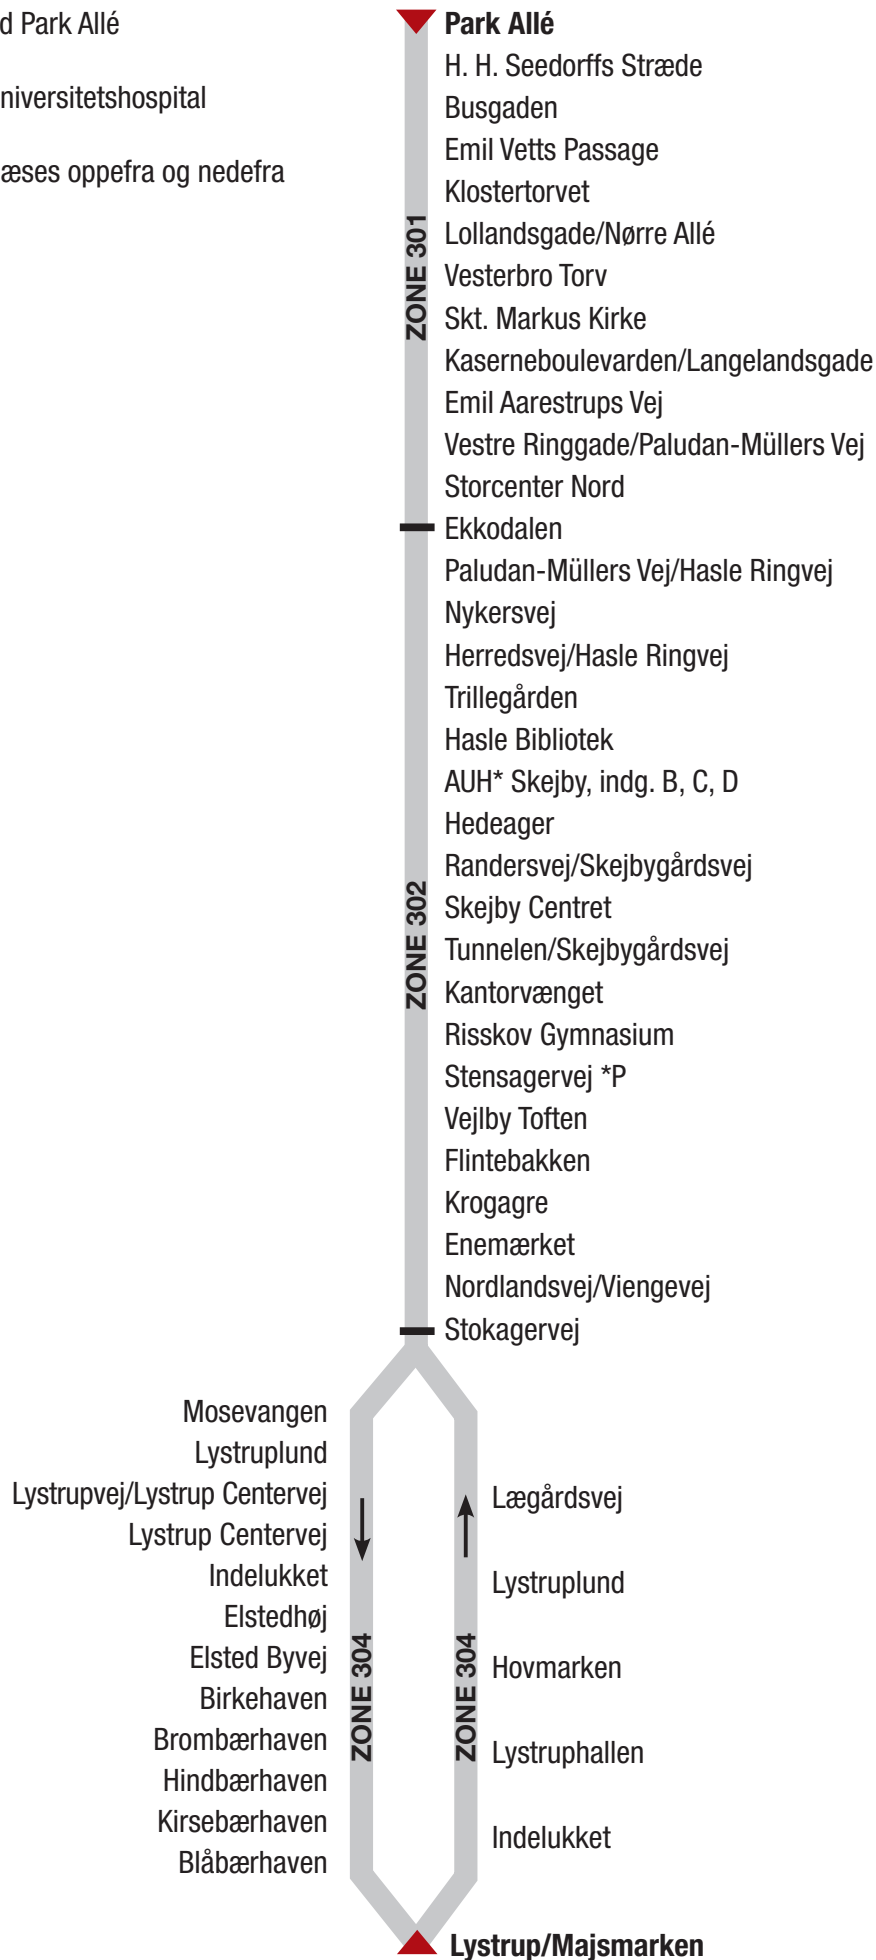 d Park Allé
niversitetshospital
æses oppefra og nedefra
Park Allé
H. H. Seedorffs Stræde
Busgaden
Emil Vetts Passage
Klostertorvet
Lollandsgade/Nørre Allé
Vesterbro Torv
Skt. Markus Kirke
Kaserneboulevarden/Langelandsgade
Emil Aarestrups Vej
Vestre Ringgade/Paludan-Müllers Vej
Storcenter Nord
ZONE 301
Ekkodalen
Paludan-Müllers Vej/Hasle Ringvej
Nykersvej
Herredsvej/Hasle Ringvej
Trillegården
Hasle Bibliotek
AUH* Skejby, indg. B, C, D
Hedeager
Randersvej/Skejbygårdsvej
Skejby Centret
Tunnelen/Skejbygårdsvej
Kantorvænget
Risskov Gymnasium
Stensagervej *P
Vejlby Toften
Flintebakken
Krogagre
Enemærket
Nordlandsvej/Viengevej
ZONE 302
Stokagervej
Mosevangen
Lystruplund
Lystrupvej/Lystrup Centervej
Lystrup Centervej
Indelukket
Elstedhøj
Elsted Byvej
Birkehaven
Brombærhaven
Hindbærhaven
Kirsebærhaven
Blåbærhaven
ZONE 304
ZONE 304
Lægårdsvej
Lystruplund
Hovmarken
Lystruphallen
Indelukket
Lystrup/Majsmarken